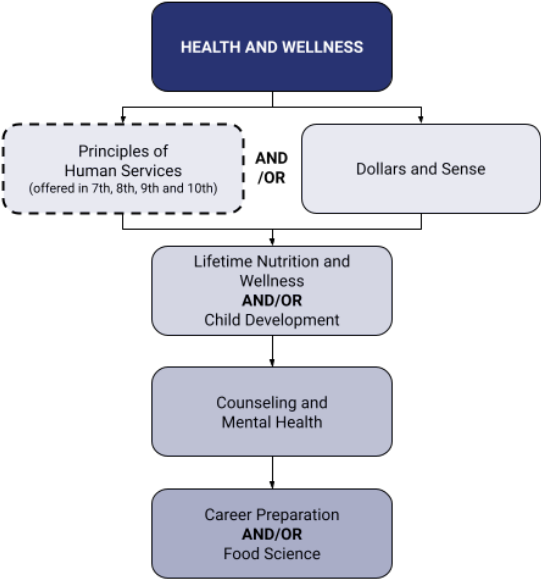 HEALTH AND WELLNESS
Principles of
Human Services
(offered in 7th, 8th, 9th and 10th)
AND
/OR
Dollars and Sense
Lifetime Nutrition and
Wellness
AND/OR
Child Development
Counseling and
Mental Health
Career Preparation
AND/OR
Food Science